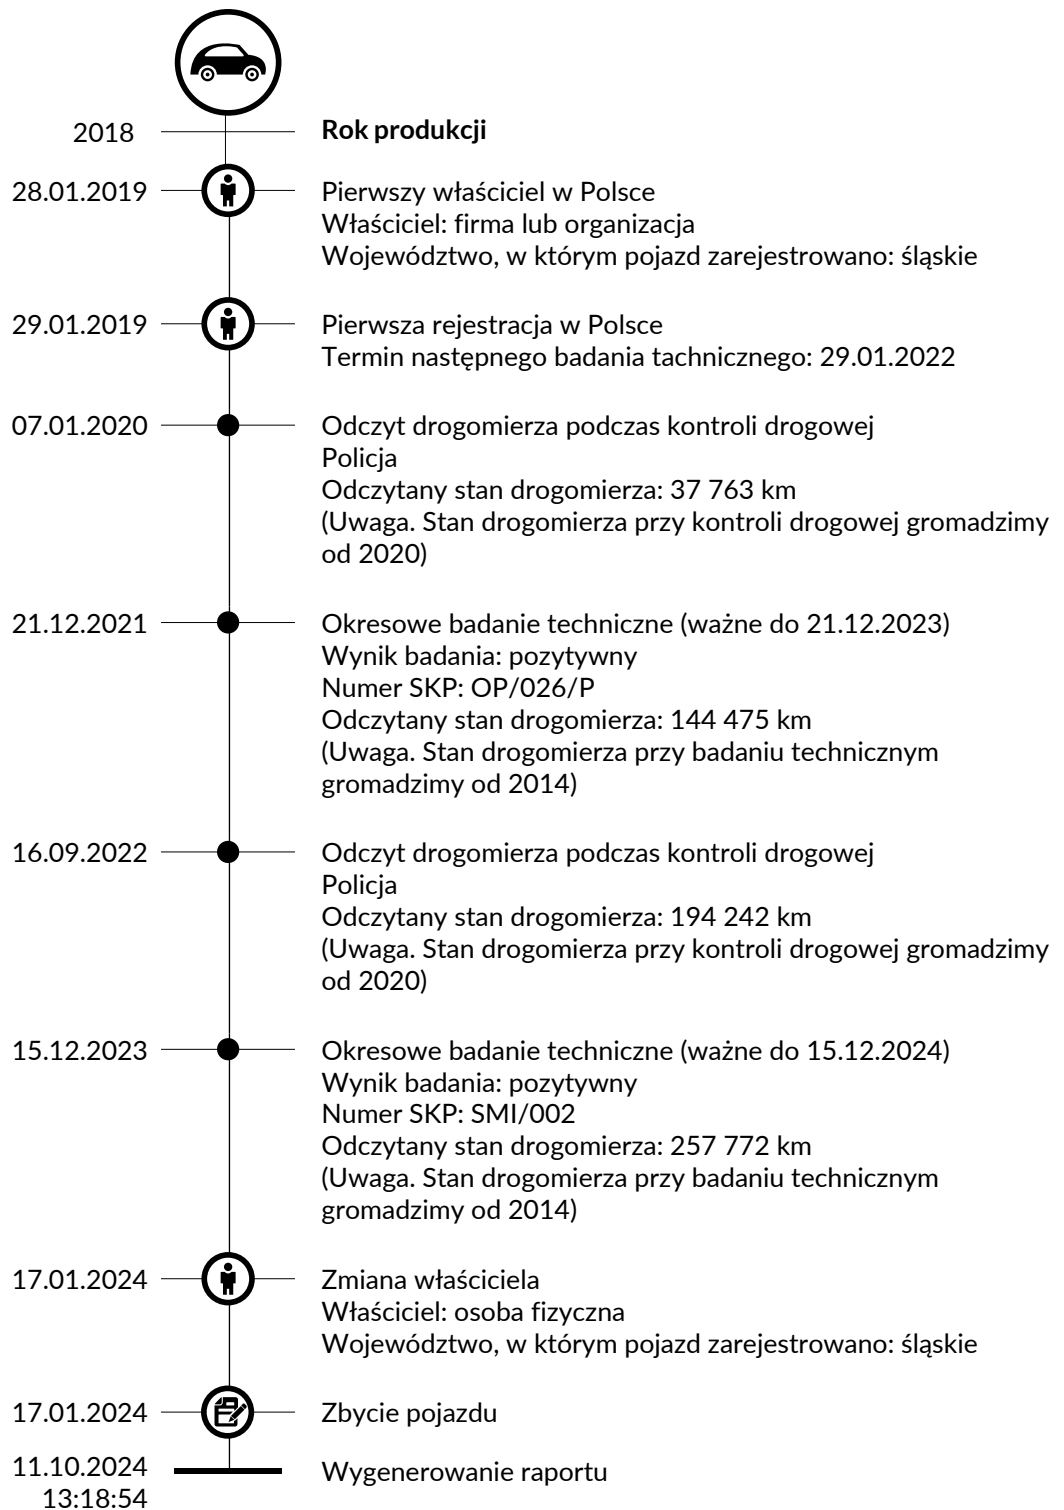 2018 Rok produkcji
28.01.2019 Pierwszy właściciel w Polsce
Właściciel: firma lub organizacja
Województwo, w którym pojazd zarejestrowano: śląskie
29.01.2019 Pierwsza rejestracja w Polsce
Termin następnego badania tachnicznego: 29.01.2022
07.01.2020 Odczyt drogomierza podczas kontroli drogowej
Policja
Odczytany stan drogomierza: 37 763 km
(Uwaga. Stan drogomierza przy kontroli drogowej gromadzimy
od 2020)
21.12.2021 Okresowe badanie techniczne (ważne do 21.12.2023)
Wynik badania: pozytywny
Numer SKP: OP/026/P
Odczytany stan drogomierza: 144 475 km
(Uwaga. Stan drogomierza przy badaniu technicznym
gromadzimy od 2014)
16.09.2022 Odczyt drogomierza podczas kontroli drogowej
Policja
Odczytany stan drogomierza: 194 242 km
(Uwaga. Stan drogomierza przy kontroli drogowej gromadzimy
od 2020)
15.12.2023 Okresowe badanie techniczne (ważne do 15.12.2024)
Wynik badania: pozytywny
Numer SKP: SMI/002
Odczytany stan drogomierza: 257 772 km
(Uwaga. Stan drogomierza przy badaniu technicznym
gromadzimy od 2014)
17.01.2024 Zmiana właściciela
Właściciel: osoba fizyczna
Województwo, w którym pojazd zarejestrowano: śląskie
17.01.2024 Zbycie pojazdu
11.10.2024 Wygenerowanie raportu
13:18:54